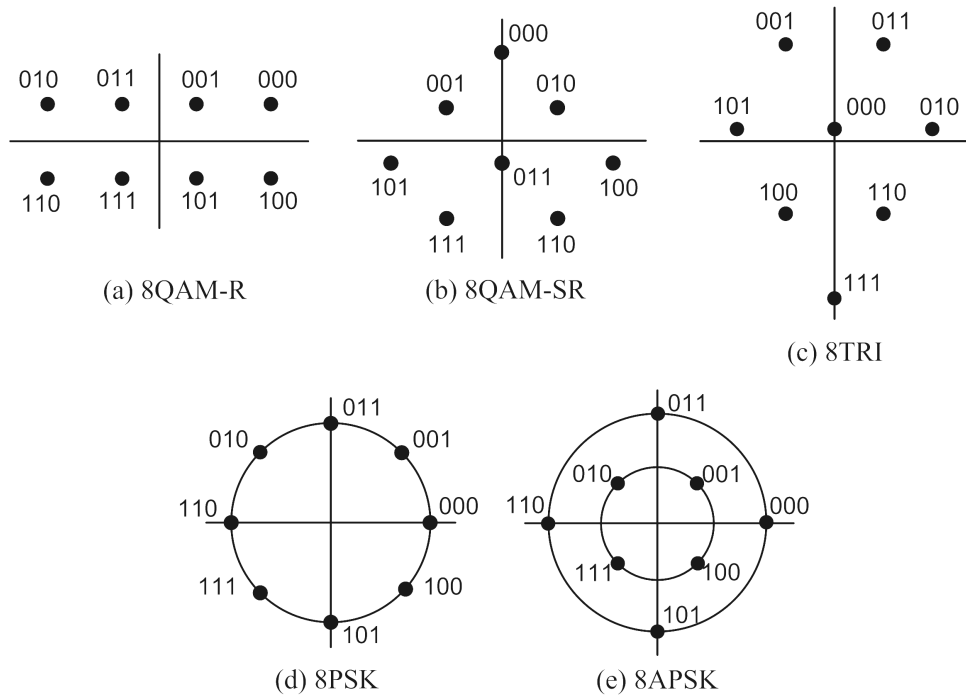 010 011 001 000
110 111 101 100
(a) 8QAM-R
000
001 010
101 011 100
111 110
(b) 8QAM-SR
001 011
101 000 010
100 110
111
(c) 8TRI
011
010 001
110 000
111 100
101
(d) 8PSK
011
010 001
110 000
111 100
101
(e) 8APSK